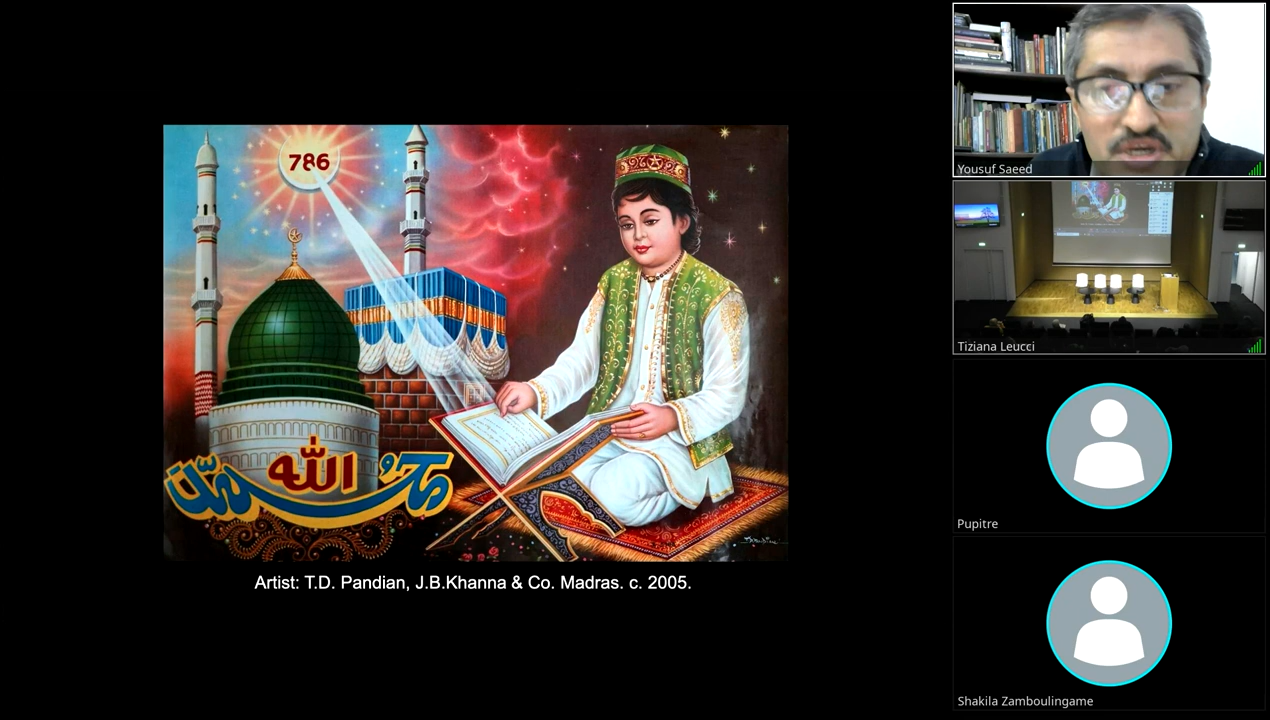 786
الله
محمد
Artist: T.D. Pandian, J.B.Khanna & Co. Madras. c. 2005.
Yousuf Saeed
Tiziana Leucci
Pupitre
Shakila Zamboulingame